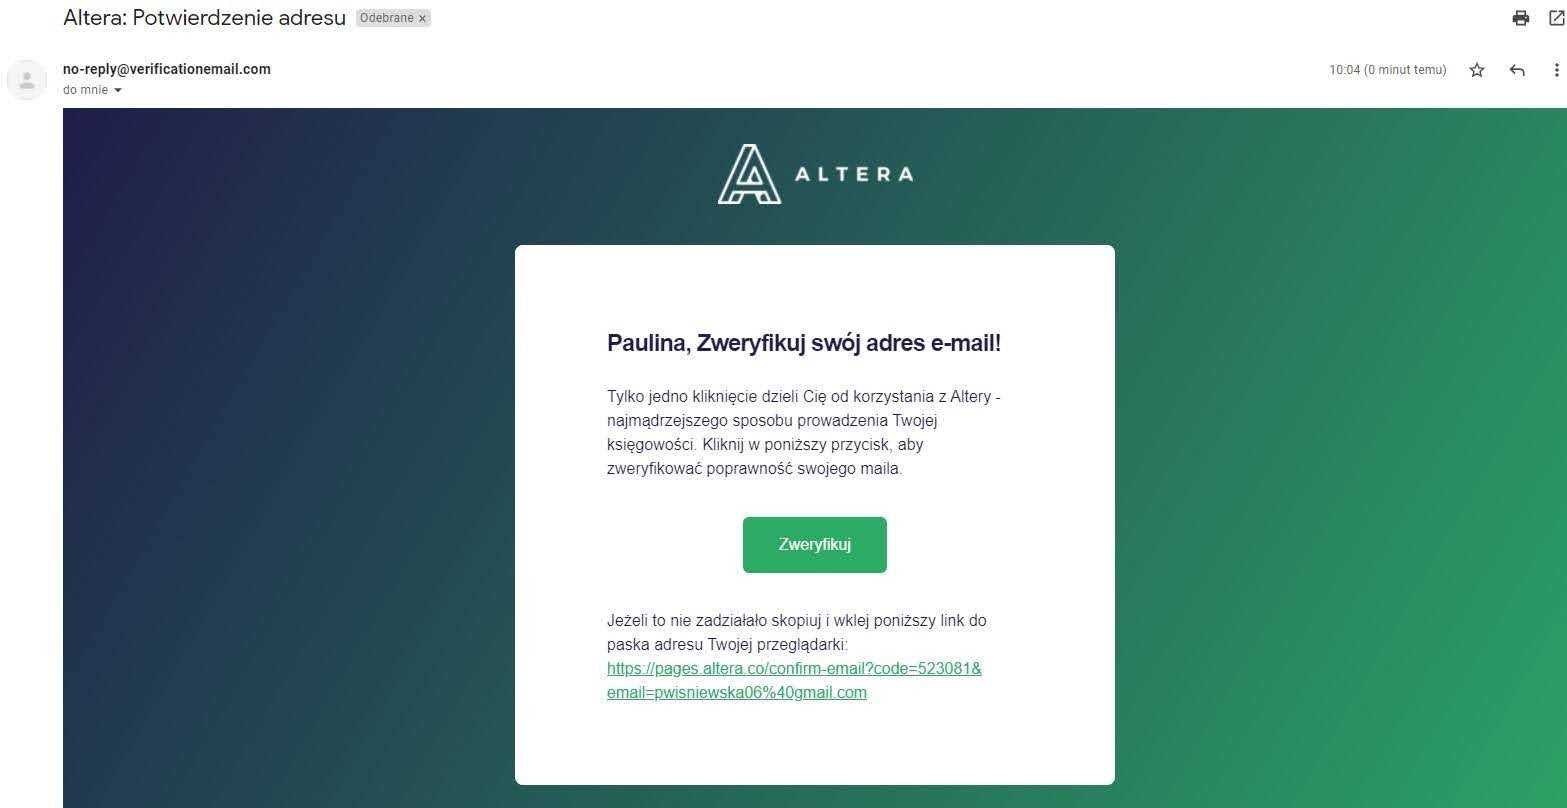 Altera: Potwierdzenie adresu Odebrane ×
no-reply@verificationemail.com 10:04 (0 minut temu)
do mnie
ALTERA
Paulina, Zweryfikuj swój adres e-mail!
Tylko jedno kliknięcie dzieli Cię od korzystania z Altery -
najmądrzejszego sposobu prowadzenia Twojej
księgowości. Kliknij w poniższy przycisk, aby
zweryfikować poprawność swojego maila.
Zweryfikuj
Jeżeli to nie zadziałało skopiuj i wklej poniższy link do
paska adresu Twojej przeglądarki:
https://pages.altera.co/confirm-email?code=523081&
email=pwisniewska06%40gmail.com